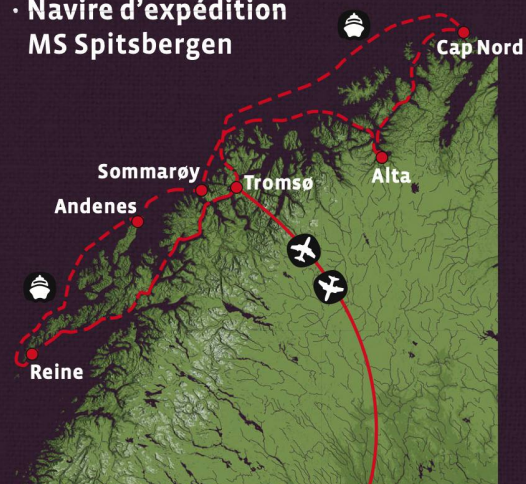 · Navire d’expédition
MS Spitsbergen
Cap Nord
Alta
Sommarøy
Tromsø
Andenes
Reine